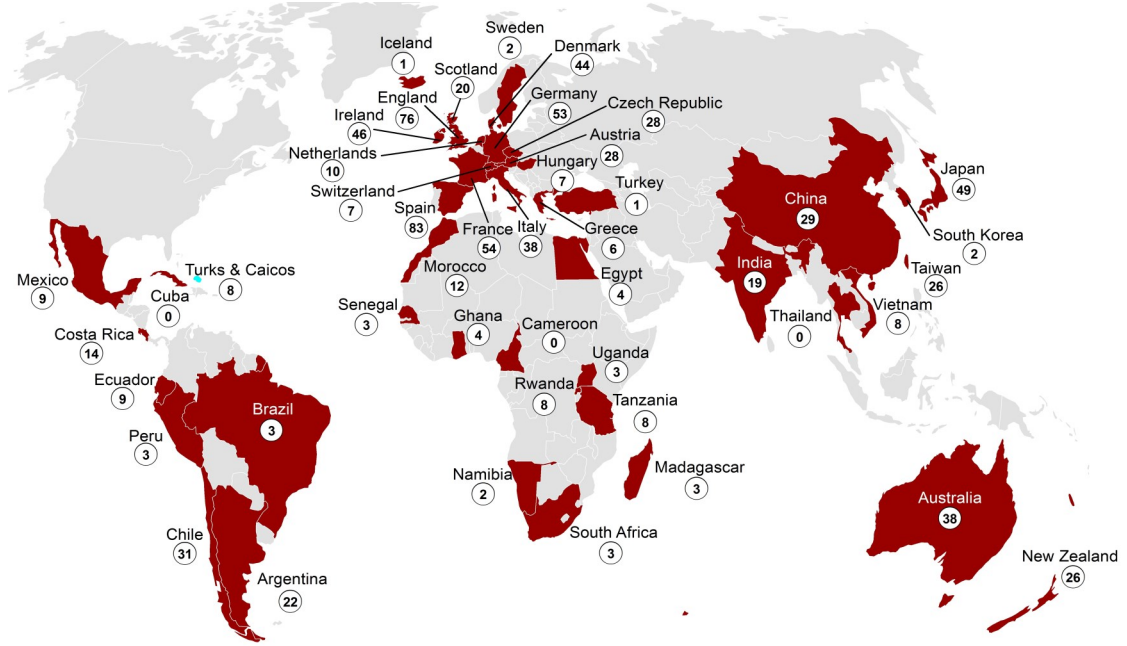 Sweden
2
Iceland
1
Denmark
44
Scotland
20
England
76
Germany
53
Czech Republic
28
Ireland
46
Austria
28
Netherlands
10
Hungary
7
Switzerland
7
Turkey
1
Spain
83
France
54
Italy
38
Greece
6
Morocco
12
Egypt
4
Japan
49
China
29
South Korea
2
India
19
Taiwan
26
Thailand
0
Vietnam
8
Mexico
9
Turks & Caicos
8
Cuba
0
Costa Rica
14
Senegal
3
Ghana
4
Cameroon
0
Uganda
3
Rwanda
8
Tanzania
8
Ecuador
9
Brazil
3
Peru
3
Namibia
2
Madagascar
3
South Africa
3
Chile
31
Argentina
22
Australia
38
New Zealand
26